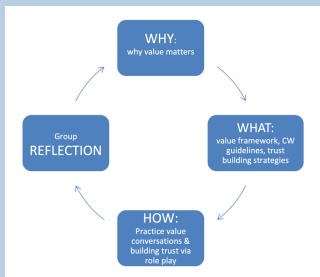 WHY:
why value matters
WHAT:
value framework, CW
guidelines, trust
building strategies
HOW:
Practice value
conversations &
building trust via
role play
Group
REFLECTION